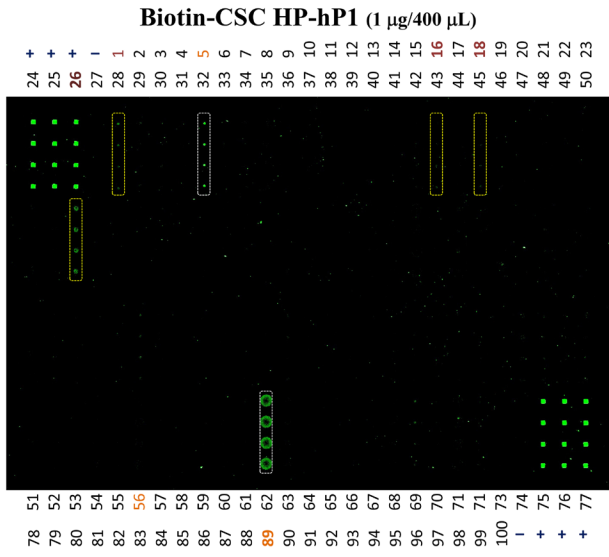 Biotin-CSC HP-hP1 (1 µg/400 µL)
+ + + − 1 2 3 4 5 6 7 8 9 10 11 12 13 14 15 16 17 18 19 20 21 22 23
24 25 26 27 28 29 30 31 32 33 34 35 36 37 38 39 40 41 42 43 44 45 46 47 48 49 50
51 52 53 54 55 56 57 58 59 60 61 62 63 64 65 66 67 68 69 70 71 72 73 74 75 76 77
78 79 80 81 82 83 84 85 86 87 88 89 90 91 92 93 94 95 96 97 98 99 100 − + + +